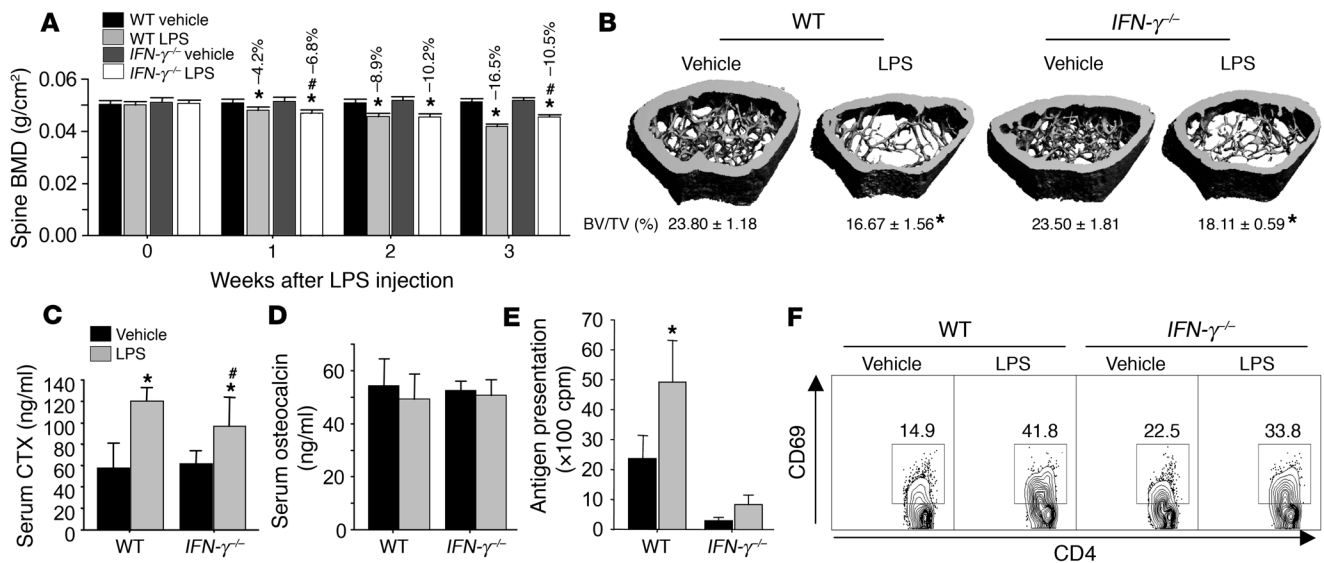 A
WT vehicle
WT LPS
IFN-γ⁻/⁻ vehicle
IFN-γ⁻/⁻ LPS
Spine BMD (g/cm²)
0.06
0.04
0.02
0.00
* –4.2%
# * –6.8%
* –8.9%
* –10.2%
* –16.5%
# * –10.5%
0 1 2 3
Weeks after LPS injection
B
WT IFN-γ⁻/⁻
Vehicle LPS Vehicle LPS
BV/TV (%) 23.80 ± 1.18 16.67 ± 1.56* 23.50 ± 1.81 18.11 ± 0.59*
C
Vehicle
LPS
Serum CTX (ng/ml)
140
120
100
80
60
40
20
0
*
#
*
WT IFN-γ⁻/⁻
D
Serum osteocalcin
(ng/ml)
60
40
20
0
WT IFN-γ⁻/⁻
E
Antigen presentation
(×100 cpm)
70
60
50
40
30
20
10
0
*
WT IFN-γ⁻/⁻
F
WT IFN-γ⁻/⁻
Vehicle LPS Vehicle LPS
14.9 41.8 22.5 33.8
CD69
CD4